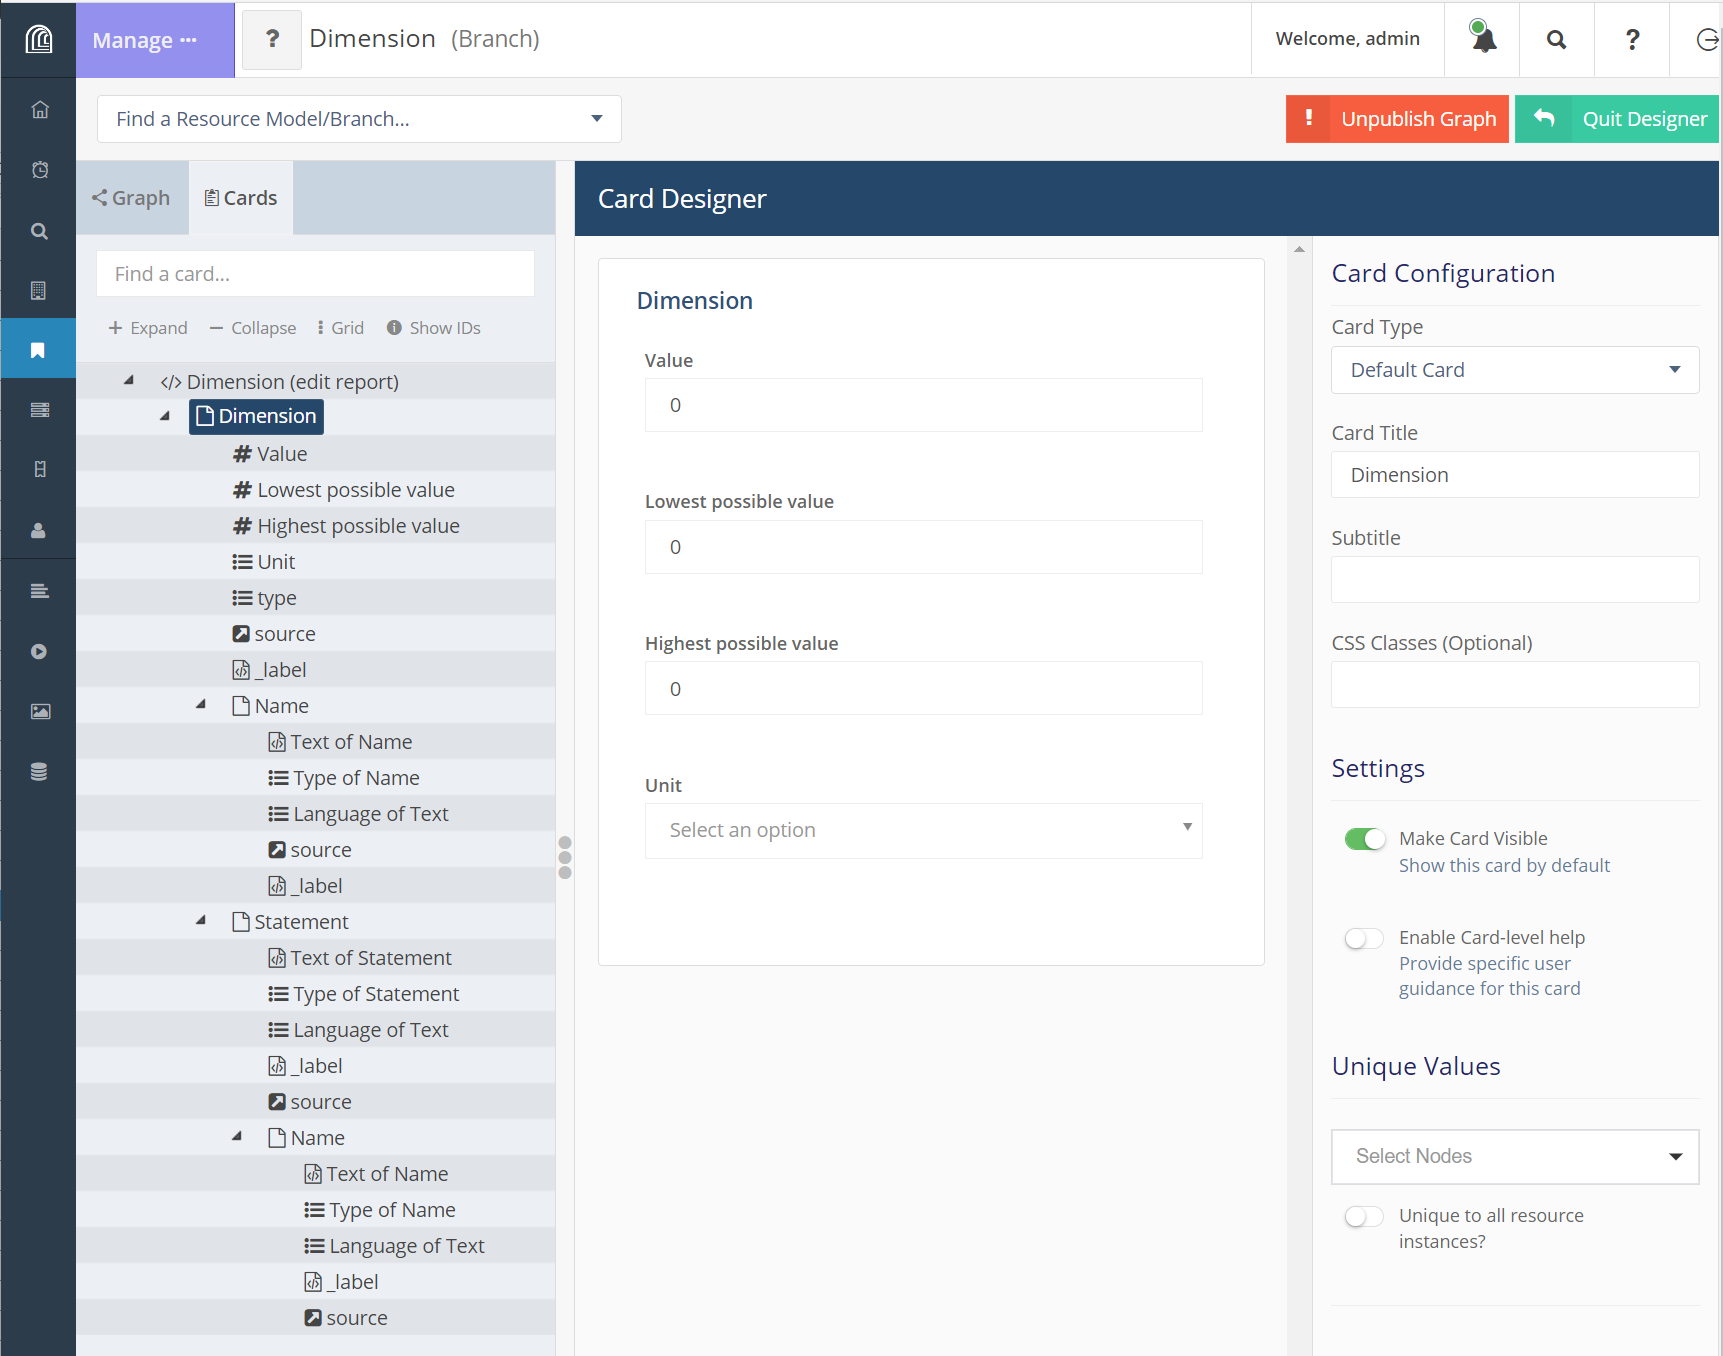 Manage ···
?
Dimension (Branch)
Welcome, admin
?
Find a Resource Model/Branch...
! Unpublish Graph
Quit Designer
Graph
Cards
Card Designer
Find a card...
+ Expand
− Collapse
Grid
Show IDs
</> Dimension (edit report)
Dimension
# Value
# Lowest possible value
# Highest possible value
Unit
type
source
_label
Name
Text of Name
Type of Name
Language of Text
source
_label
Statement
Text of Statement
Type of Statement
Language of Text
_label
source
Name
Text of Name
Type of Name
Language of Text
_label
source
Dimension
Value
0
Lowest possible value
0
Highest possible value
0
Unit
Select an option
Card Configuration
Card Type
Default Card
Card Title
Dimension
Subtitle
CSS Classes (Optional)
Settings
Make Card Visible
Show this card by default
Enable Card-level help
Provide specific user
guidance for this card
Unique Values
Select Nodes
Unique to all resource
instances?